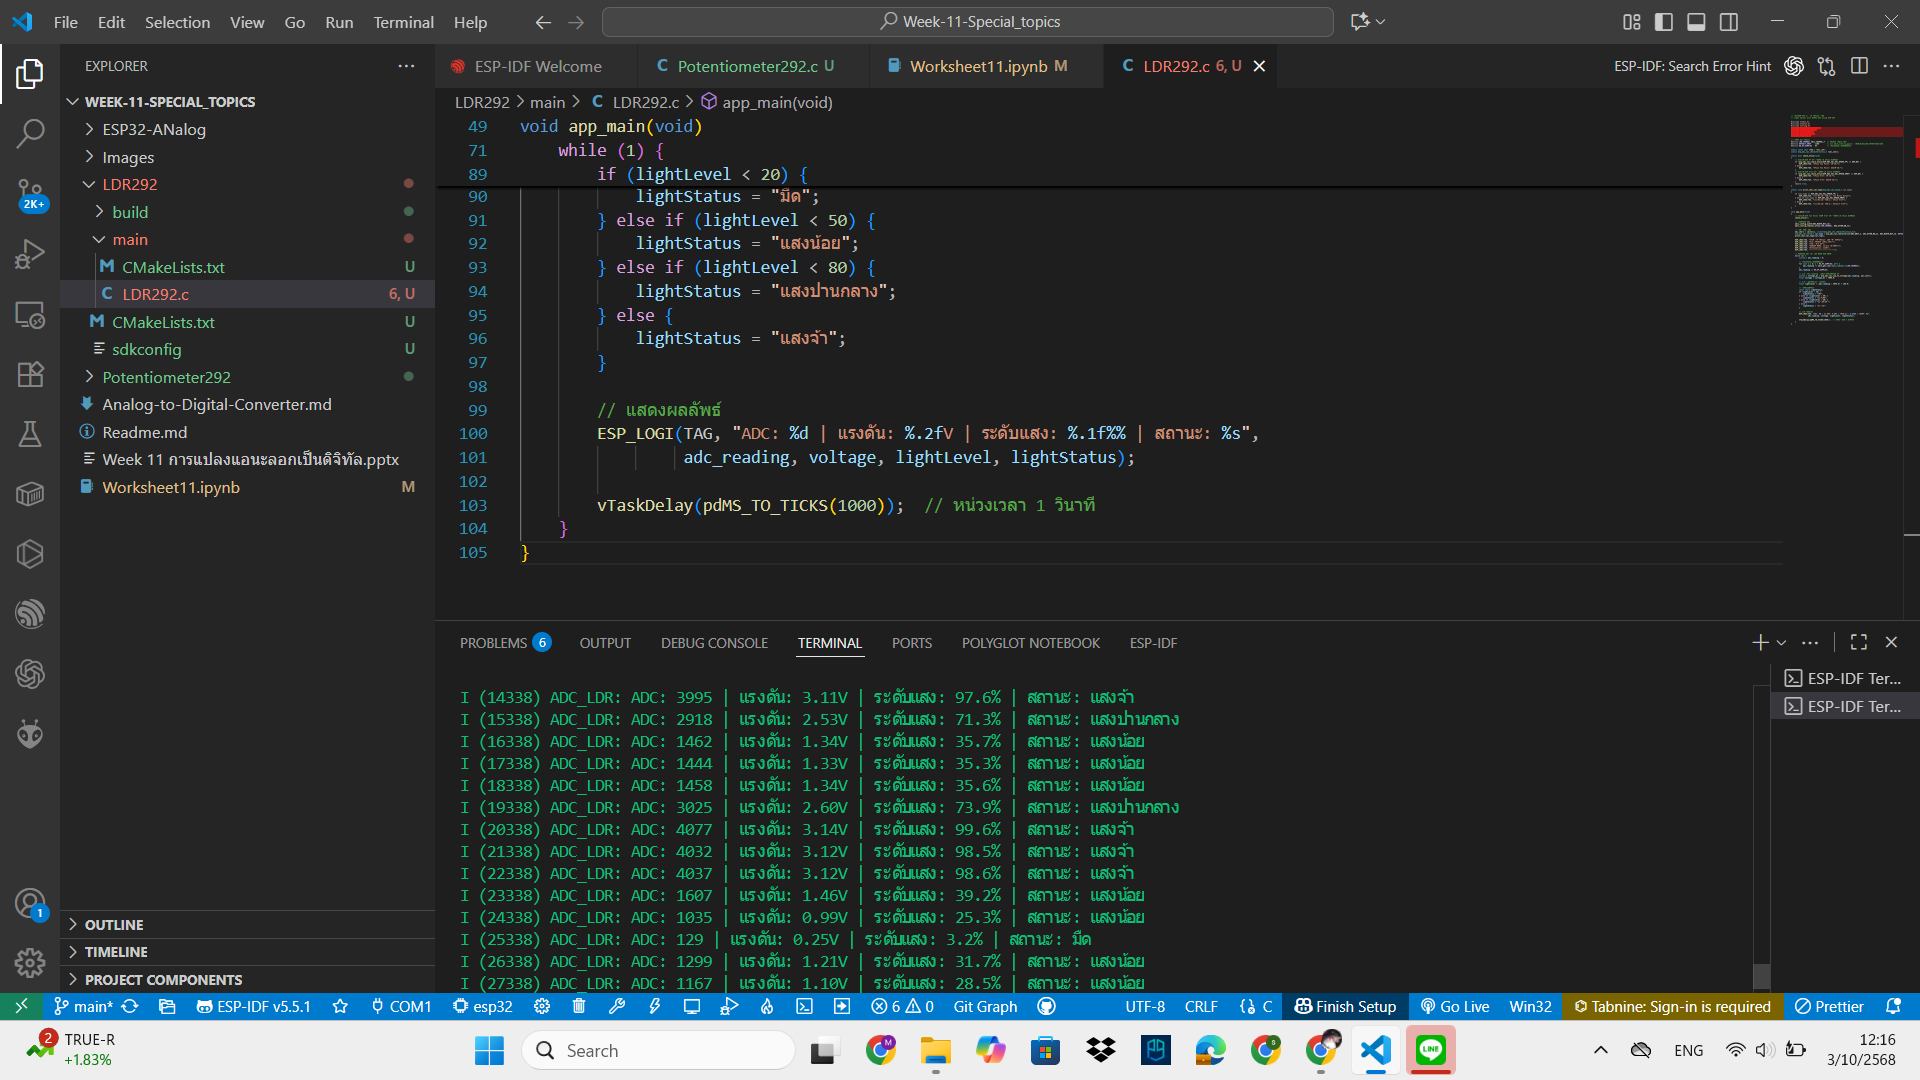 File Edit Selection View Go Run Terminal Help
Week-11-Special_topics
EXPLORER
WEEK-11-SPECIAL_TOPICS
ESP32-ANalog
Images
LDR292
build
main
CMakeLists.txt U
LDR292.c 6, U
CMakeLists.txt U
sdkconfig U
Potentiometer292
Analog-to-Digital-Converter.md
Readme.md
Week 11 การแปลงแอนะลอกเป็นดิจิทัล.pptx
Worksheet11.ipynb M
OUTLINE
TIMELINE
PROJECT COMPONENTS
2K+
1
ESP-IDF Welcome
Potentiometer292.c U
Worksheet11.ipynb M
LDR292.c 6, U
ESP-IDF: Search Error Hint
LDR292 > main > C LDR292.c > app_main(void)
49 void app_main(void)
71 while (1) {
89 if (lightLevel < 20) {
90 lightStatus = "มืด";
91 } else if (lightLevel < 50) {
92 lightStatus = "แสงน้อย";
93 } else if (lightLevel < 80) {
94 lightStatus = "แสงปานกลาง";
95 } else {
96 lightStatus = "แสงจ้า";
97 }
98
99 // แสดงผลลัพธ์
100 ESP_LOGI(TAG, "ADC: %d | แรงดัน: %.2fV | ระดับแสง: %.1f%% | สถานะ: %s",
101 adc_reading, voltage, lightLevel, lightStatus);
102
103 vTaskDelay(pdMS_TO_TICKS(1000)); // หน่วงเวลา 1 วินาที
104 }
105 }
PROBLEMS 6 OUTPUT DEBUG CONSOLE TERMINAL PORTS POLYGLOT NOTEBOOK ESP-IDF
ESP-IDF Ter...
ESP-IDF Ter...
I (14338) ADC_LDR: ADC: 3995 | แรงดัน: 3.11V | ระดับแสง: 97.6% | สถานะ: แสงจ้า
I (15338) ADC_LDR: ADC: 2918 | แรงดัน: 2.53V | ระดับแสง: 71.3% | สถานะ: แสงปานกลาง
I (16338) ADC_LDR: ADC: 1462 | แรงดัน: 1.34V | ระดับแสง: 35.7% | สถานะ: แสงน้อย
I (17338) ADC_LDR: ADC: 1444 | แรงดัน: 1.33V | ระดับแสง: 35.3% | สถานะ: แสงน้อย
I (18338) ADC_LDR: ADC: 1458 | แรงดัน: 1.34V | ระดับแสง: 35.6% | สถานะ: แสงน้อย
I (19338) ADC_LDR: ADC: 3025 | แรงดัน: 2.60V | ระดับแสง: 73.9% | สถานะ: แสงปานกลาง
I (20338) ADC_LDR: ADC: 4077 | แรงดัน: 3.14V | ระดับแสง: 99.6% | สถานะ: แสงจ้า
I (21338) ADC_LDR: ADC: 4032 | แรงดัน: 3.12V | ระดับแสง: 98.5% | สถานะ: แสงจ้า
I (22338) ADC_LDR: ADC: 4037 | แรงดัน: 3.12V | ระดับแสง: 98.6% | สถานะ: แสงจ้า
I (23338) ADC_LDR: ADC: 1607 | แรงดัน: 1.46V | ระดับแสง: 39.2% | สถานะ: แสงน้อย
I (24338) ADC_LDR: ADC: 1035 | แรงดัน: 0.99V | ระดับแสง: 25.3% | สถานะ: แสงน้อย
I (25338) ADC_LDR: ADC: 129 | แรงดัน: 0.25V | ระดับแสง: 3.2% | สถานะ: มืด
I (26338) ADC_LDR: ADC: 1299 | แรงดัน: 1.21V | ระดับแสง: 31.7% | สถานะ: แสงน้อย
I (27338) ADC_LDR: ADC: 1167 | แรงดัน: 1.10V | ระดับแสง: 28.5% | สถานะ: แสงน้อย
main* ESP-IDF v5.5.1 COM1 esp32 6 0 Git Graph UTF-8 CRLF {} C Finish Setup Go Live Win32 Tabnine: Sign-in is required Prettier
2 TRUE-R
+1.83%
Search
LINE
ENG
12:16
3/10/2568